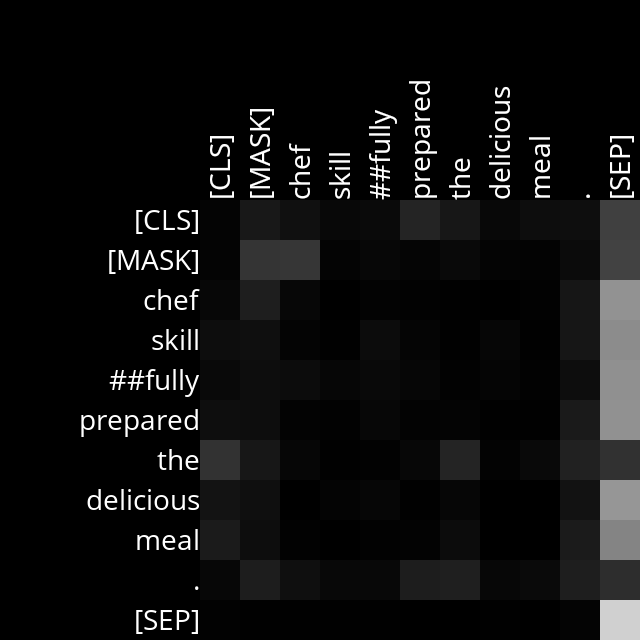 [CLS] [MASK] chef skill ##fully prepared the delicious meal . [SEP]
[CLS]
[MASK]
chef
skill
##fully
prepared
the
delicious
meal
.
[SEP]